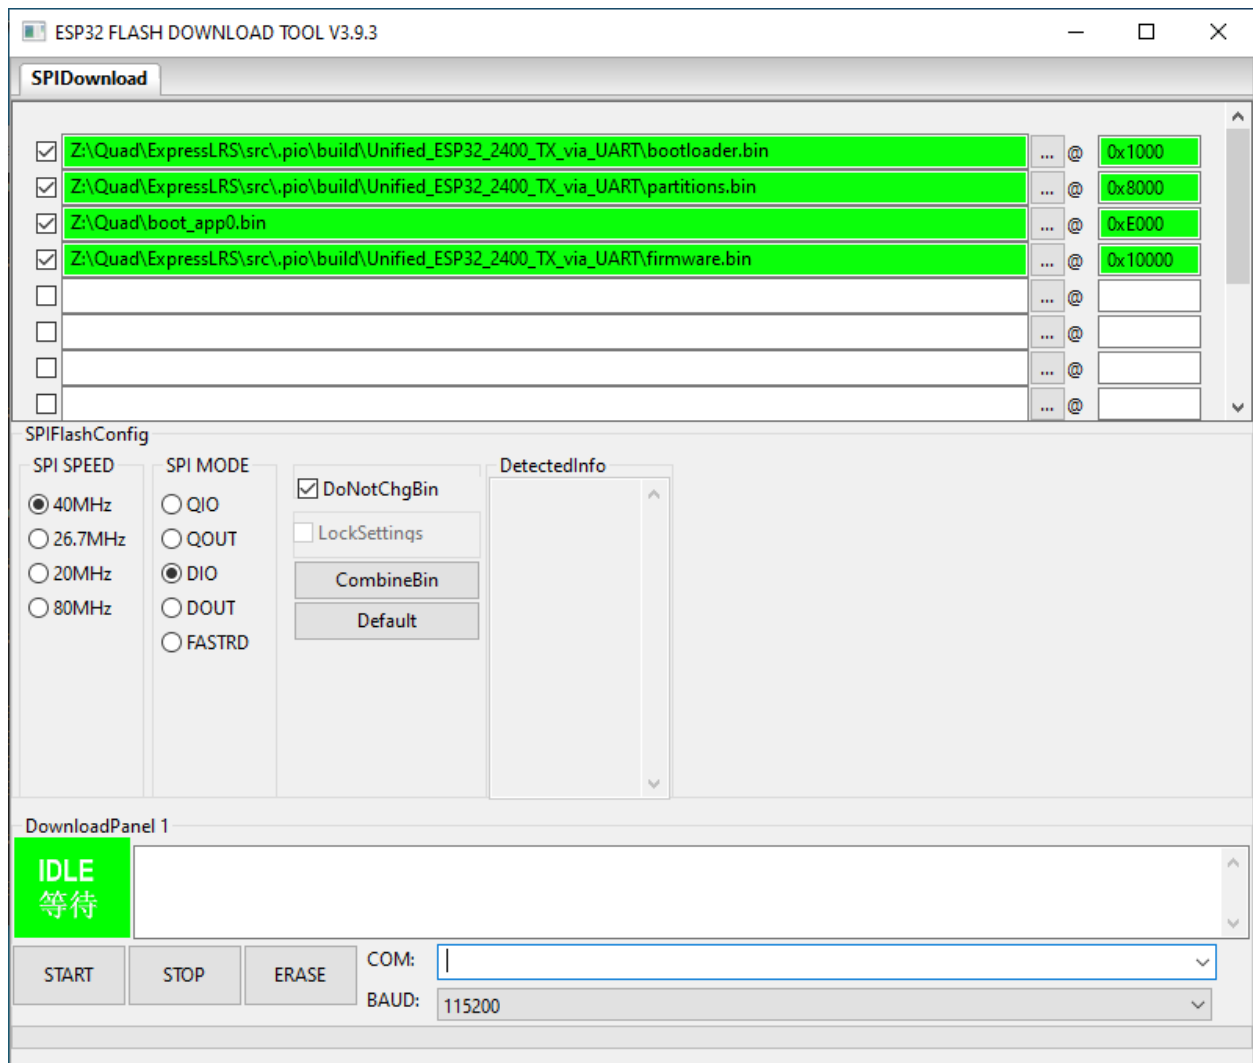 ESP32 FLASH DOWNLOAD TOOL V3.9.3
SPIDownload
Z:\Quad\ExpressLRS\src\.pio\build\Unified_ESP32_2400_TX_via_UART\bootloader.bin ... @ 0x1000
Z:\Quad\ExpressLRS\src\.pio\build\Unified_ESP32_2400_TX_via_UART\partitions.bin ... @ 0x8000
Z:\Quad\boot_app0.bin ... @ 0xE000
Z:\Quad\ExpressLRS\src\.pio\build\Unified_ESP32_2400_TX_via_UART\firmware.bin ... @ 0x10000
... @
... @
... @
... @
SPIFlashConfig
SPI SPEED
40MHz
26.7MHz
20MHz
80MHz
SPI MODE
QIO
QOUT
DIO
DOUT
FASTRD
DoNotChgBin
LockSettings
CombineBin
Default
DetectedInfo
DownloadPanel 1
IDLE
等待
START STOP ERASE
COM:
BAUD: 115200